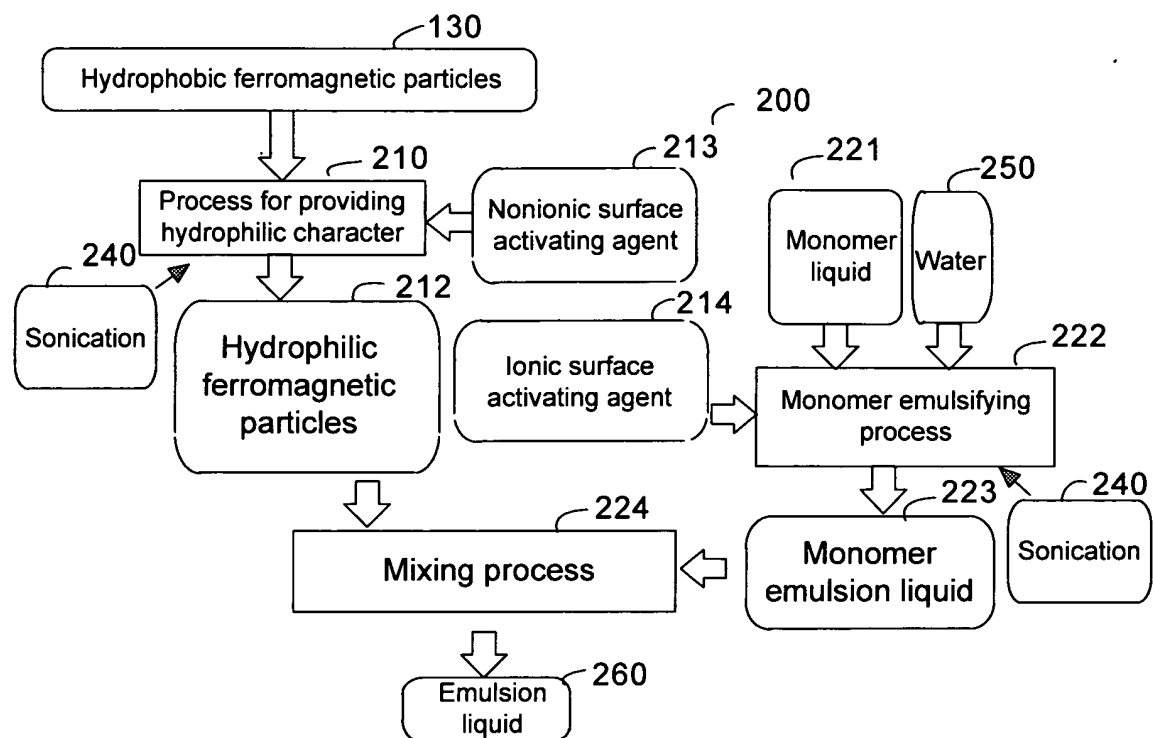 130
Hydrophobic ferromagnetic particles
200
210
213
221
250
Process for providing
hydrophilic character
Nonionic surface
activating agent
Monomer
liquid
Water
240
Sonication
212
Hydrophilic
ferromagnetic
particles
214
Ionic surface
activating agent
222
Monomer emulsifying
process
224
Mixing process
223
Monomer
emulsion liquid
240
Sonication
260
Emulsion
liquid